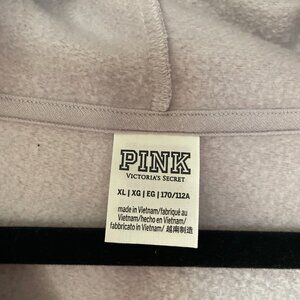 PINK
VICTORIA'S SECRET
XL | XG | EG | 170/112A
made in Vietnam/fabriqué au
Vietnam/hecho en Vietnam/
fabbricato in Vietnam/ 越南制造